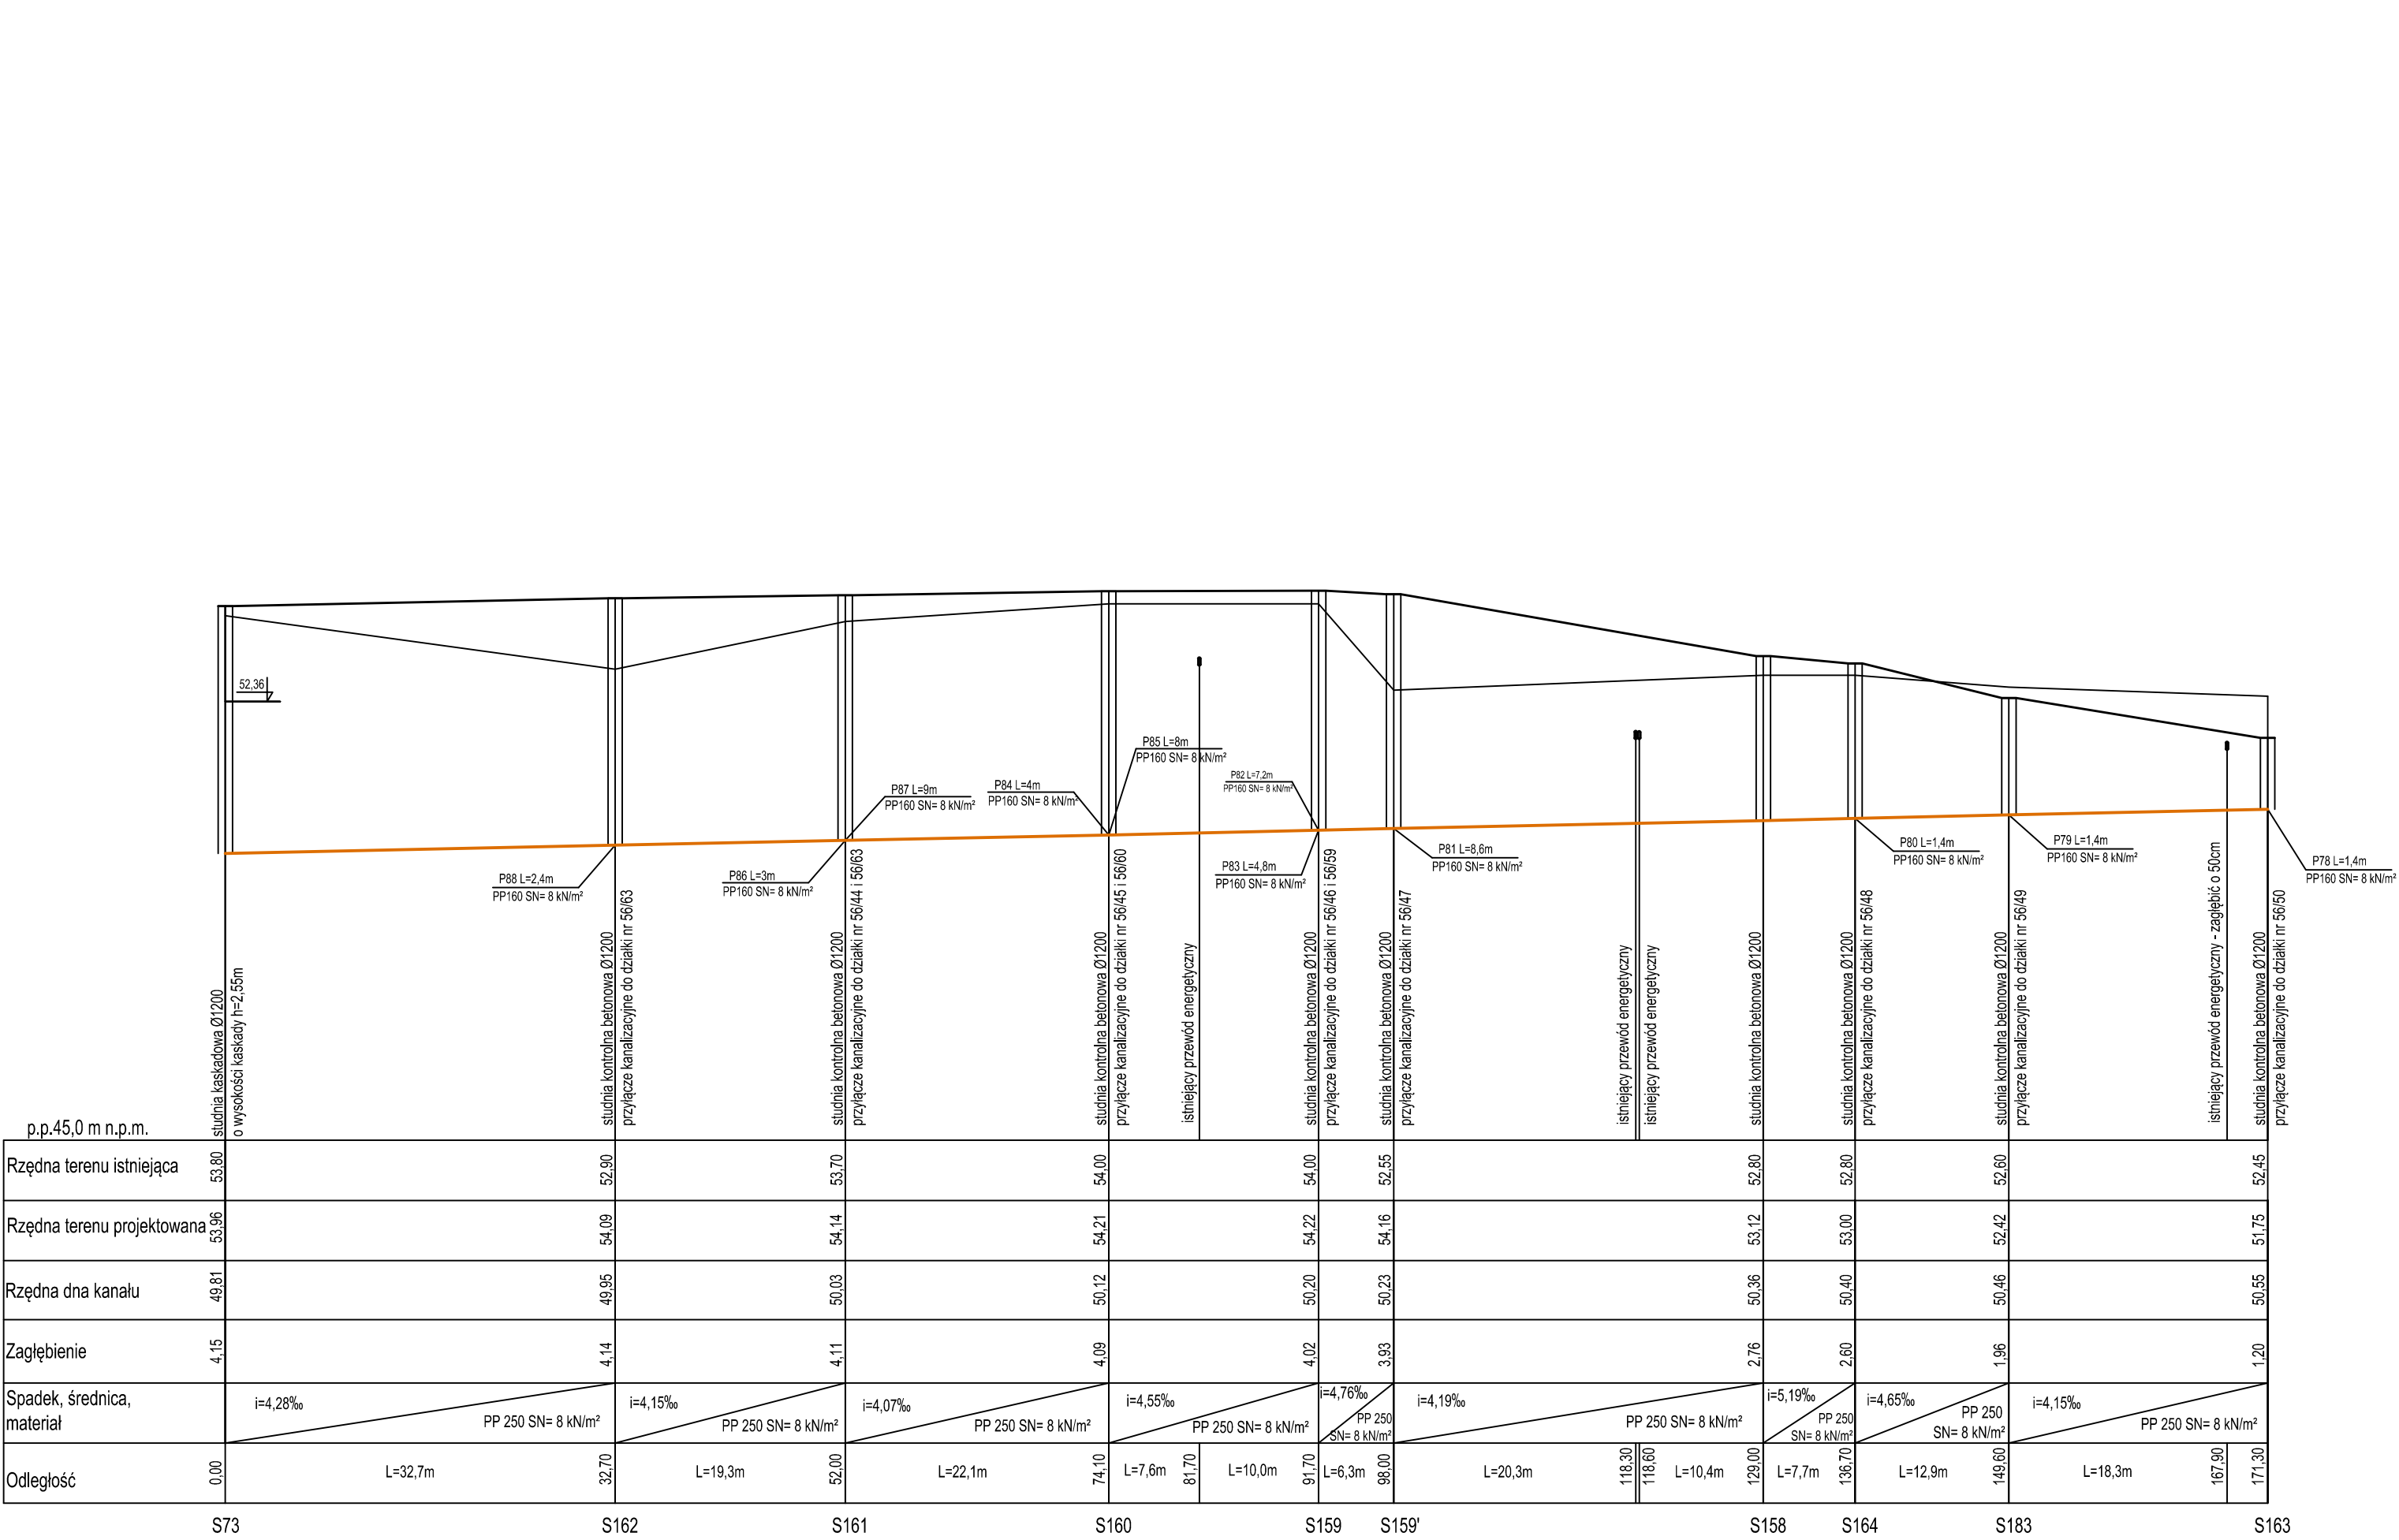 52,36
P85 L=8m
PP160 SN= 8 kN/m²
P82 L=7,2m
PP160 SN= 8 kN/m²
P87 L=9m
PP160 SN= 8 kN/m²
P84 L=4m
PP160 SN= 8 kN/m²
P88 L=2,4m
PP160 SN= 8 kN/m²
P86 L=3m
PP160 SN= 8 kN/m²
P83 L=4,8m
PP160 SN= 8 kN/m²
P81 L=8,6m
PP160 SN= 8 kN/m²
P80 L=1,4m
PP160 SN= 8 kN/m²
P79 L=1,4m
PP160 SN= 8 kN/m²
P78 L=1,4m
PP160 SN= 8 kN/m²
studnia kaskadowa Ø1200
o wysokości kaskady h=2,55m
studnia kontrolna betonowa Ø1200
przyłącze kanalizacyjne do działki nr 56/63
studnia kontrolna betonowa Ø1200
przyłącze kanalizacyjne do działki nr 56/44 i 56/63
studnia kontrolna betonowa Ø1200
przyłącze kanalizacyjne do działki nr 56/45 i 56/60
istniejący przewód energetyczny
studnia kontrolna betonowa Ø1200
przyłącze kanalizacyjne do działki nr 56/46 i 56/59
studnia kontrolna betonowa Ø1200
przyłącze kanalizacyjne do działki nr 56/47
istniejący przewód energetyczny
istniejący przewód energetyczny
studnia kontrolna betonowa Ø1200
studnia kontrolna betonowa Ø1200
przyłącze kanalizacyjne do działki nr 56/48
studnia kontrolna betonowa Ø1200
przyłącze kanalizacyjne do działki nr 56/49
istniejący przewód energetyczny - zagłębić o 50cm
studnia kontrolna betonowa Ø1200
przyłącze kanalizacyjne do działki nr 56/50
p.p.45,0 m n.p.m.
Rzędna terenu istniejąca 53,80 52,90 53,70 54,00 54,00 52,55 52,80 52,80 52,60 52,45
Rzędna terenu projektowana 53,96 54,09 54,14 54,21 54,22 54,16 53,12 53,00 52,42 51,75
Rzędna dna kanału 49,81 49,95 50,03 50,12 50,20 50,23 50,36 50,40 50,46 50,55
Zagłębienie 4,15 4,14 4,11 4,09 4,02 3,93 2,76 2,60 1,96 1,20
Spadek, średnica,
materiał
i=4,28‰
PP 250 SN= 8 kN/m²
i=4,15‰
PP 250 SN= 8 kN/m²
i=4,07‰
PP 250 SN= 8 kN/m²
i=4,55‰
PP 250 SN= 8 kN/m²
i=4,76‰
PP 250
SN= 8 kN/m²
i=4,19‰
PP 250 SN= 8 kN/m²
i=5,19‰
PP 250
SN= 8 kN/m²
i=4,65‰
PP 250
SN= 8 kN/m²
i=4,15‰
PP 250 SN= 8 kN/m²
Odległość 0,00 L=32,7m 32,70 L=19,3m 52,00 L=22,1m 74,10 L=7,6m 81,70 L=10,0m 91,70 L=6,3m 98,00 L=20,3m 118,30 118,60 L=10,4m 129,00 L=7,7m 136,70 L=12,9m 149,60 L=18,3m 167,90 171,30
S73 S162 S161 S160 S159 S159' S158 S164 S183 S163